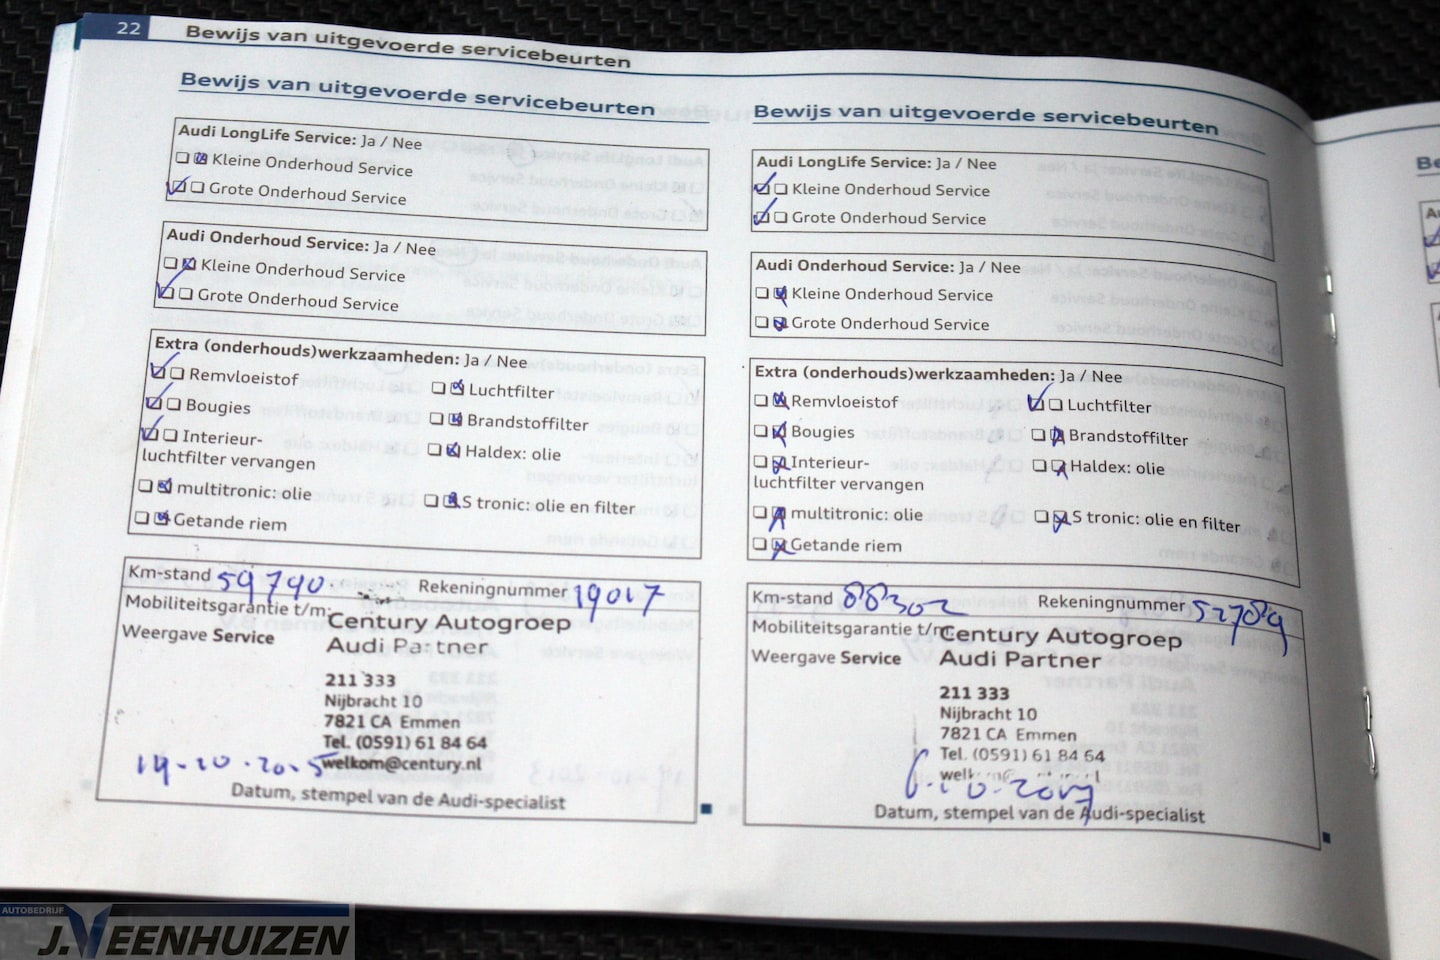 22
Bewijs van uitgevoerde servicebeurten
Bewijs van uitgevoerde servicebeurten
Audi LongLife Service: Ja / Nee
Kleine Onderhoud Service
Grote Onderhoud Service
Audi Onderhoud Service: Ja / Nee
Kleine Onderhoud Service
Grote Onderhoud Service
Extra (onderhouds)werkzaamheden: Ja / Nee
Remvloeistof
Luchtfilter
Bougies
Brandstoffilter
Interieur-
luchtfilter vervangen
Haldex: olie
multitronic: olie
S tronic: olie en filter
Getande riem
Km-stand 59740
Rekeningnummer 19017
Mobiliteitsgarantie t/m:
Century Autogroep
Weergave Service
Audi Partner
211 333
Nijbracht 10
7821 CA Emmen
Tel. (0591) 61 84 64
welkom@century.nl
Datum, stempel van de Audi-specialist
Bewijs van uitgevoerde servicebeurten
Audi LongLife Service: Ja / Nee
Kleine Onderhoud Service
Grote Onderhoud Service
Audi Onderhoud Service: Ja / Nee
Kleine Onderhoud Service
Grote Onderhoud Service
Extra (onderhouds)werkzaamheden: Ja / Nee
Remvloeistof
Luchtfilter
Bougies
Brandstoffilter
Interieur-
luchtfilter vervangen
Haldex: olie
multitronic: olie
S tronic: olie en filter
Getande riem
Km-stand 88302
Rekeningnummer 52789
Mobiliteitsgarantie t/m
Century Autogroep
Weergave Service
Audi Partner
211 333
Nijbracht 10
7821 CA Emmen
Tel. (0591) 61 84 64
Datum, stempel van de Audi-specialist
AUTOBEDRIJF
J.VEENHUIZEN